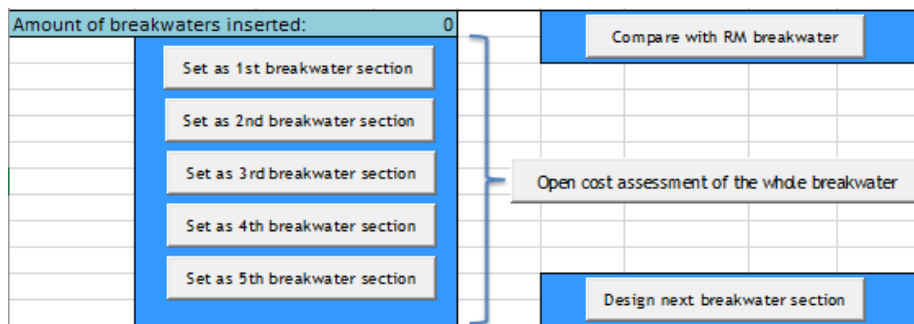 Amount of breakwaters inserted: 0
Compare with RM breakwater
Set as 1st breakwater section
Set as 2nd breakwater section
Set as 3rd breakwater section
Open cost assessment of the whole breakwater
Set as 4th breakwater section
Set as 5th breakwater section
Design next breakwater section